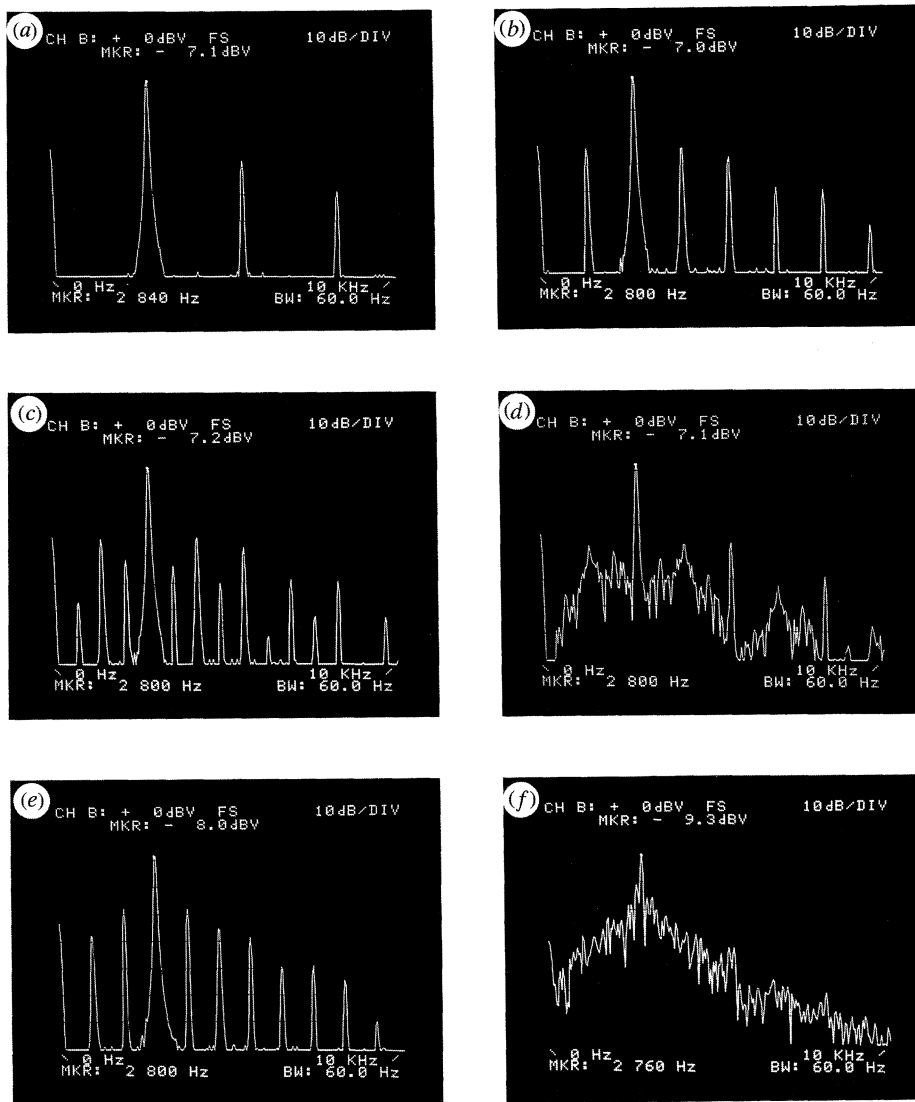 (a)
CH B: + 0dBV FS 10dB/DIV
MKR: - 7.1dBV
0 Hz 10 KHz
MKR: 2 840 Hz BW: 60.0 Hz
(b)
CH B: + 0dBV FS 10dB/DIV
MKR: - 7.0dBV
0 Hz 10 KHz
MKR: 2 800 Hz BW: 60.0 Hz
(c)
CH B: + 0dBV FS 10dB/DIV
MKR: - 7.2dBV
0 Hz 10 KHz
MKR: 2 800 Hz BW: 60.0 Hz
(d)
CH B: + 0dBV FS 10dB/DIV
MKR: - 7.1dBV
0 Hz 10 KHz
MKR: 2 800 Hz BW: 60.0 Hz
(e)
CH B: + 0dBV FS 10dB/DIV
MKR: - 8.0dBV
0 Hz 10 KHz
MKR: 2 800 Hz BW: 60.0 Hz
(f)
CH B: + 0dBV FS 10dB/DIV
MKR: - 9.3dBV
0 Hz 10 KHz
MKR: 2 760 Hz BW: 60.0 Hz